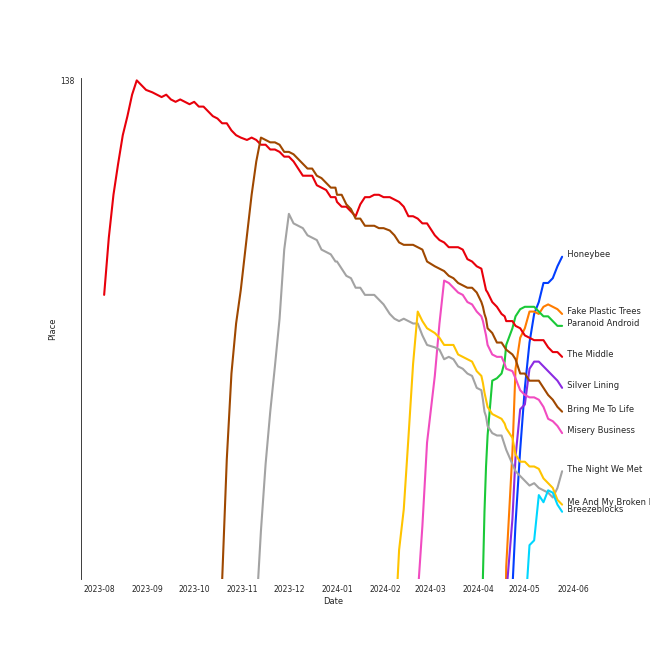 138
Place
Honeybee
Fake Plastic Trees
Paranoid Android
The Middle
Silver Lining
Bring Me To Life
Misery Business
The Night We Met
Me And My Broken
Breezeblocks
2023-08 2023-09 2023-10 2023-11 2023-12 2024-01 2024-02 2024-03 2024-04 2024-05 2024-06
Date